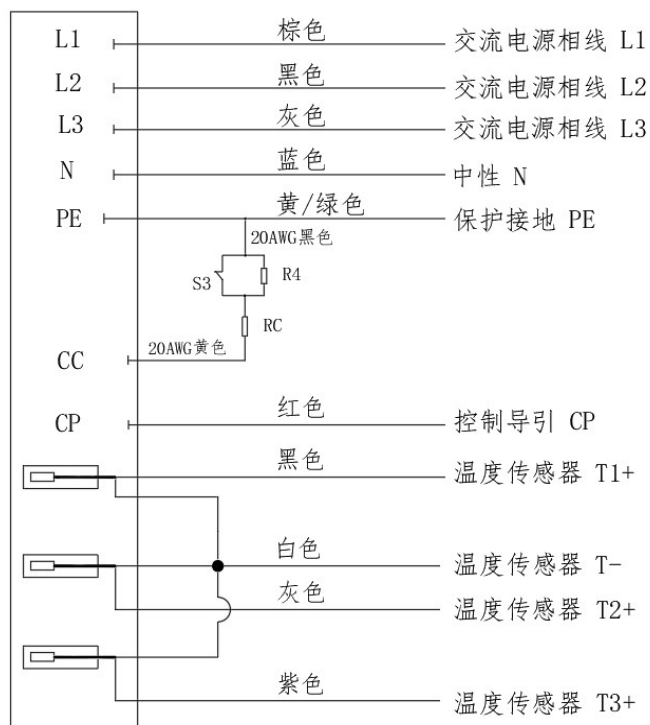 L1 棕色 交流电源相线 L1
L2 黑色 交流电源相线 L2
L3 灰色 交流电源相线 L3
N 蓝色 中性 N
PE 黄/绿色 保护接地 PE
20AWG黑色
S3 R4
RC
20AWG黄色
CC
CP 红色 控制导引 CP
黑色 温度传感器 T1+
白色 温度传感器 T-
灰色 温度传感器 T2+
紫色 温度传感器 T3+